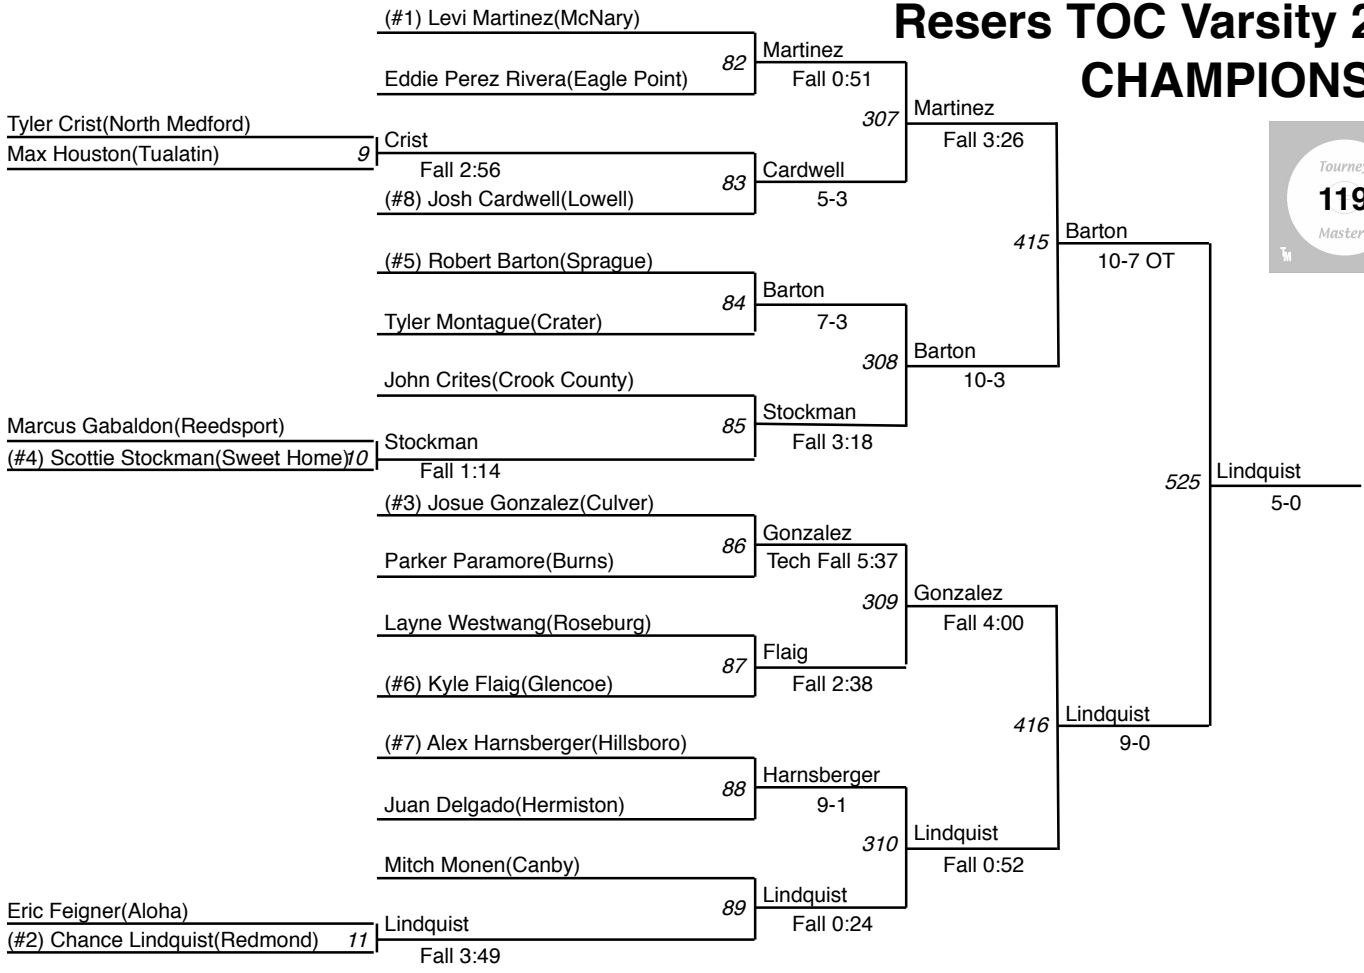 Resers TOC Varsity 2
CHAMPIONS
Tourne
119
Master
TM
(#1) Levi Martinez(McNary)
82
Martinez
Eddie Perez Rivera(Eagle Point)
Fall 0:51
307
Martinez
Fall 3:26
Tyler Crist(North Medford)
Max Houston(Tualatin)
9
Crist
Fall 2:56
83
Cardwell
5-3
(#8) Josh Cardwell(Lowell)
415
Barton
10-7 OT
(#5) Robert Barton(Sprague)
84
Barton
7-3
Tyler Montague(Crater)
308
Barton
10-3
John Crites(Crook County)
85
Stockman
Fall 3:18
Marcus Gabaldon(Reedsport)
(#4) Scottie Stockman(Sweet Home)
10
Stockman
Fall 1:14
525
Lindquist
5-0
(#3) Josue Gonzalez(Culver)
86
Gonzalez
Tech Fall 5:37
Parker Paramore(Burns)
309
Gonzalez
Fall 4:00
Layne Westwang(Roseburg)
87
Flaig
Fall 2:38
(#6) Kyle Flaig(Glencoe)
416
Lindquist
9-0
(#7) Alex Harnsberger(Hillsboro)
88
Harnsberger
9-1
Juan Delgado(Hermiston)
310
Lindquist
Fall 0:52
Mitch Monen(Canby)
89
Lindquist
Fall 0:24
Eric Feigner(Aloha)
(#2) Chance Lindquist(Redmond)
11
Lindquist
Fall 3:49